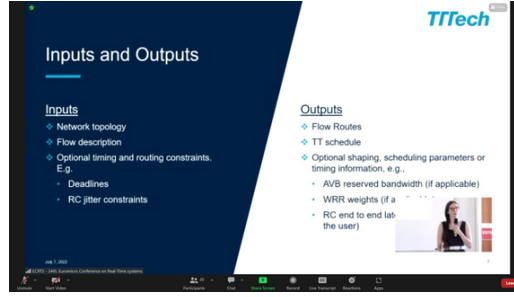 TTTech
Inputs and Outputs
Inputs
Network topology
Flow description
Optional timing and routing constraints.
E.g.
Deadlines
RC jitter constraints
Outputs
Flow Routes
TT schedule
Optional shaping, scheduling parameters or
timing information, e.g.,
AVB reserved bandwidth (if applicable)
WRR weights (if a
RC end to end late
the user)
July 7, 2022
ECRTS - 34th Euromicro Conference on Real-Time systems
Unmute
Start Video
Participants
Chat
Share Screen
Record
Live Transcript
Reactions
Apps
Leave